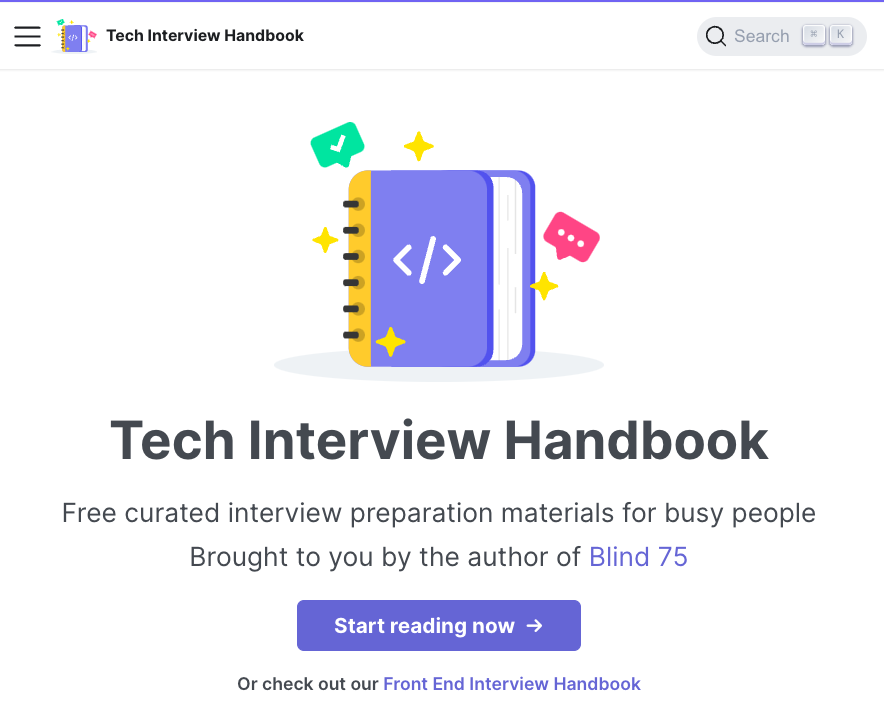 Tech Interview Handbook
Search ⌘ K
</>
Tech Interview Handbook
Free curated interview preparation materials for busy people
Brought to you by the author of Blind 75
Start reading now →
Or check out our Front End Interview Handbook